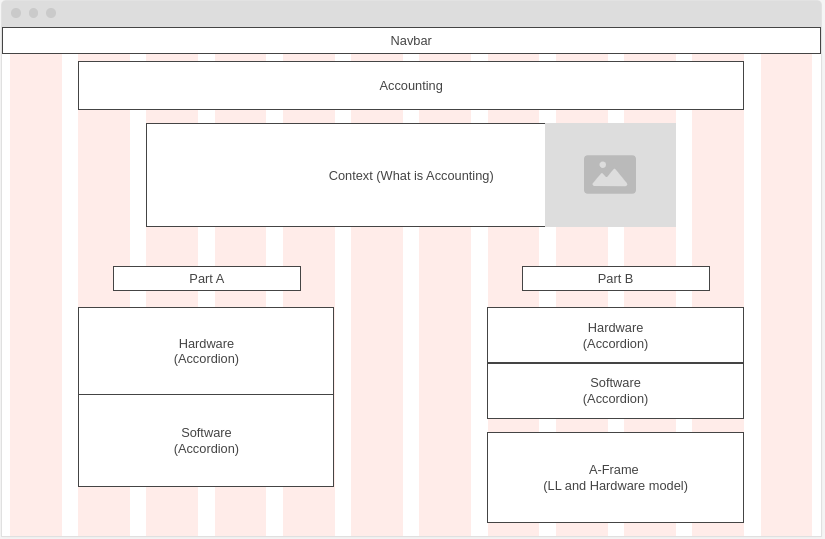 Navbar
Accounting
Context (What is Accounting)
Part A
Part B
Hardware
(Accordion)
Software
(Accordion)
Hardware
(Accordion)
Software
(Accordion)
A-Frame
(LL and Hardware model)